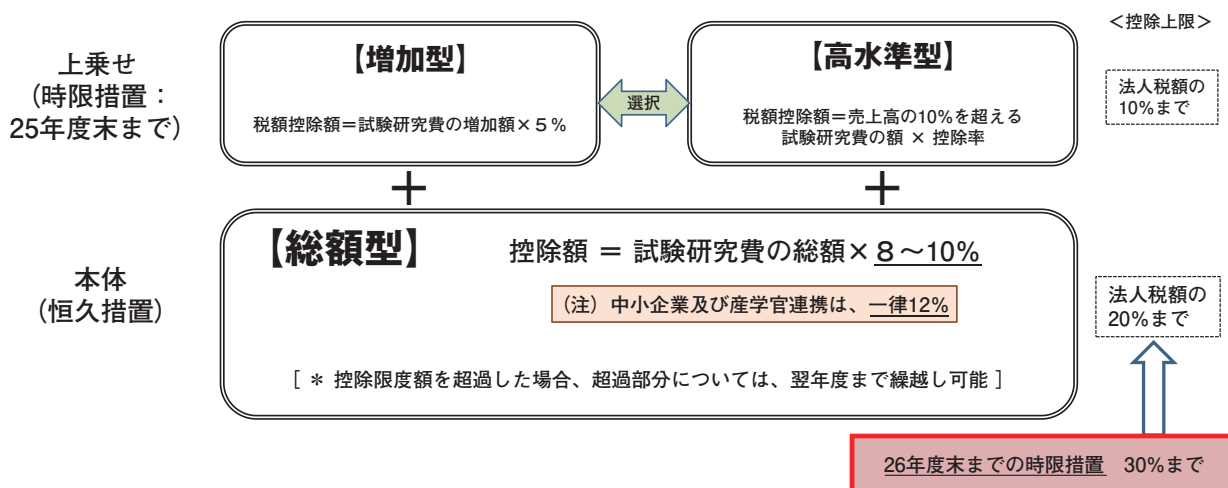 ＜控除上限＞
上乗せ
（時限措置：
25年度末まで）
【増加型】
税額控除額＝試験研究費の増加額×５％
選択
【高水準型】
税額控除額＝売上高の10％を超える
試験研究費の額 × 控除率
法人税額の
10％まで
＋
＋
本体
（恒久措置）
【総額型】
控除額 ＝ 試験研究費の総額×８～10％
（注）中小企業及び産学官連携は、一律12％
［ ＊ 控除限度額を超過した場合、超過部分については、翌年度まで繰越し可能 ］
法人税額の
20％まで
26年度末までの時限措置　30％まで